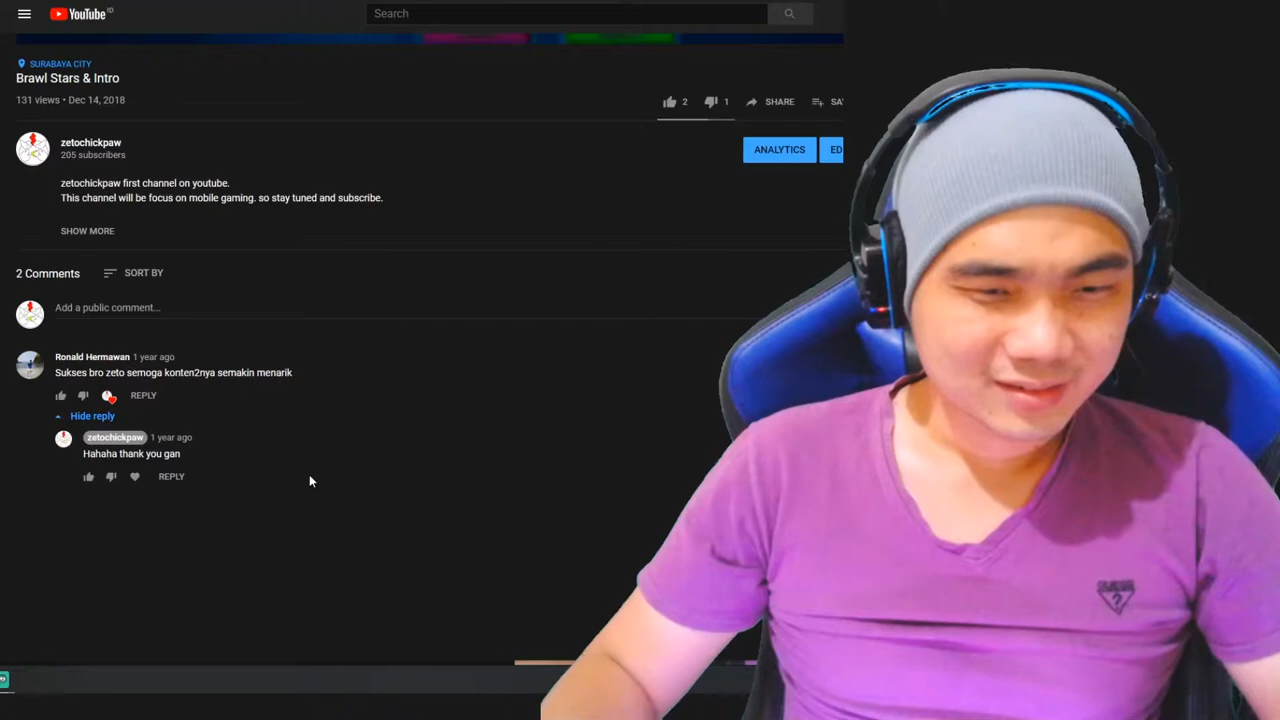 YouTube ID
Search
SURABAYA CITY
Brawl Stars & Intro
131 views • Dec 14, 2018
2
1
SHARE
zetochickpaw
205 subscribers
ANALYTICS
zetochickpaw first channel on youtube.
This channel will be focus on mobile gaming. so stay tuned and subscribe.
SHOW MORE
2 Comments
SORT BY
Add a public comment...
Ronald Hermawan 1 year ago
Sukses bro zeto semoga konten2nya semakin menarik
REPLY
Hide reply
zetochickpaw 1 year ago
Hahaha thank you gan
REPLY
GUESS
?